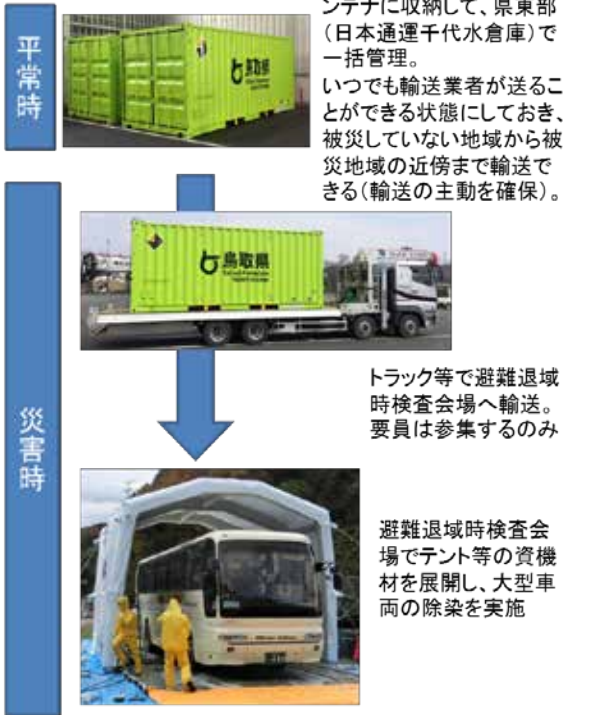 ンテナに収納して、県東部
(日本通運千代水倉庫)で
一括管理。
いつでも輸送業者が送るこ
とができる状態にしておき、
被災していない地域から被
災地域の近傍まで輸送で
きる(輸送の主動を確保)。
平常時
鳥取県
災害時
鳥取県
トラック等で避難退域
時検査会場へ輸送。
要員は参集するのみ
避難退域時検査会
場でテント等の資機
材を展開し、大型車
両の除染を実施